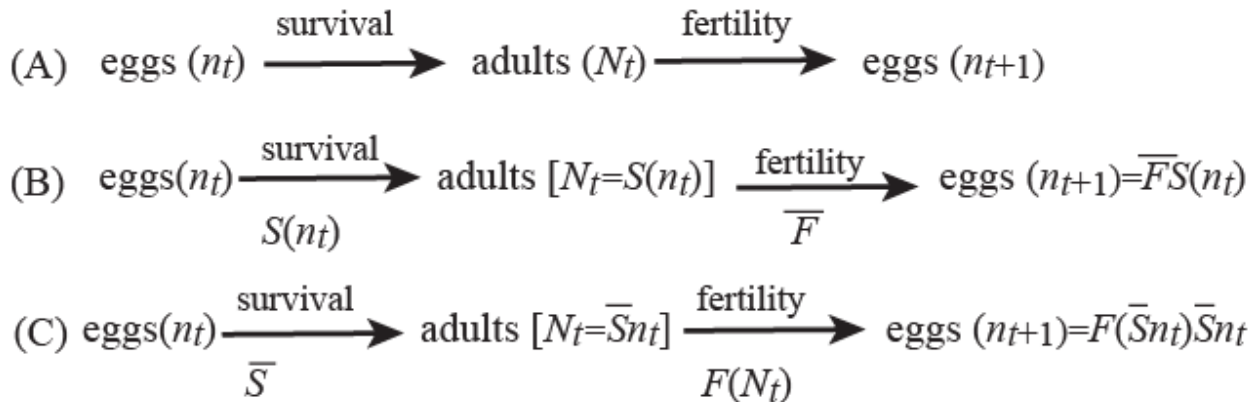 survival fertility
(A) eggs (nₜ) adults (Nₜ) eggs (nₜ₊₁)
survival fertility
(B) eggs(nₜ) adults [Nₜ=S(nₜ)] eggs (nₜ₊₁)=F̅S(nₜ)
S(nₜ) F̅
survival fertility
(C) eggs(nₜ) adults [Nₜ=S̅nₜ] eggs (nₜ₊₁)=F(S̅nₜ)S̅nₜ
S̅ F(Nₜ)